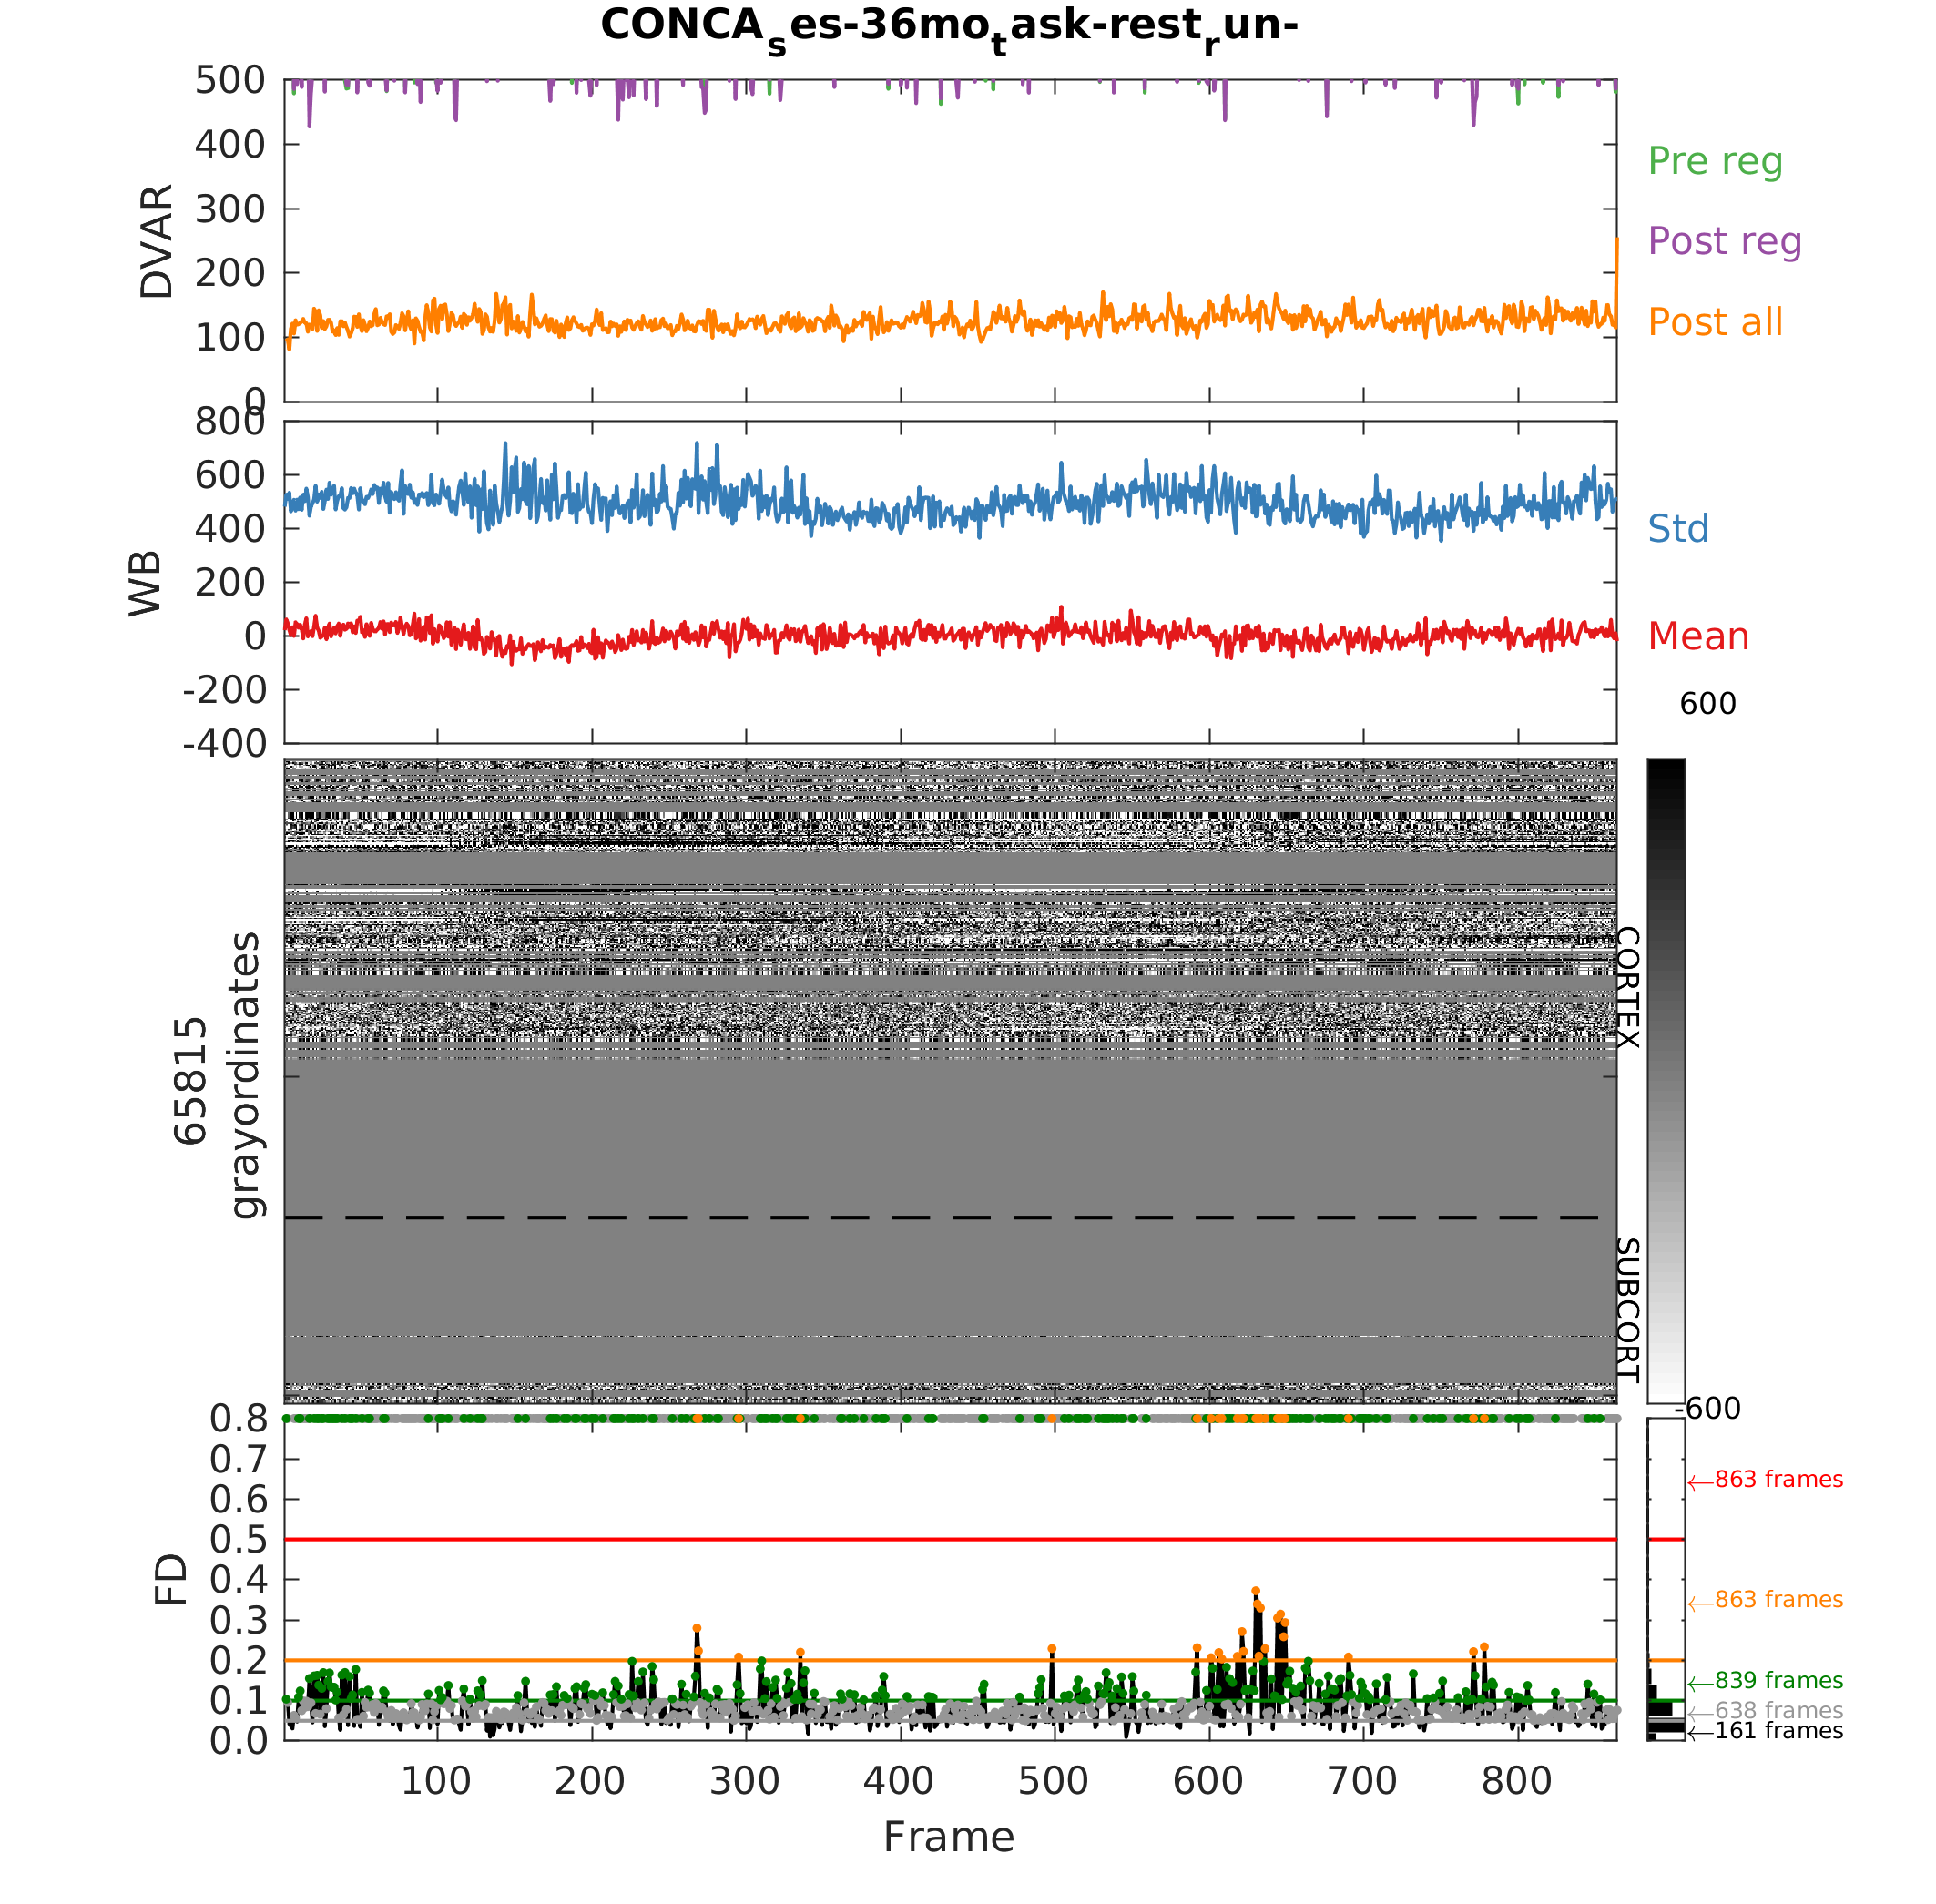 CONCAses-36motask-restrun-
500
400
300
200
100
0
DVAR
Pre reg
Post reg
Post all
800
600
400
200
0
-200
-400
WB
Std
Mean
600
65815
grayordinates
CORTEX
SUBCORT
-600
0.8
0.7
0.6
0.5
0.4
0.3
0.2
0.1
0.0
FD
←863 frames
←863 frames
←839 frames
←638 frames
←161 frames
100 200 300 400 500 600 700 800
Frame